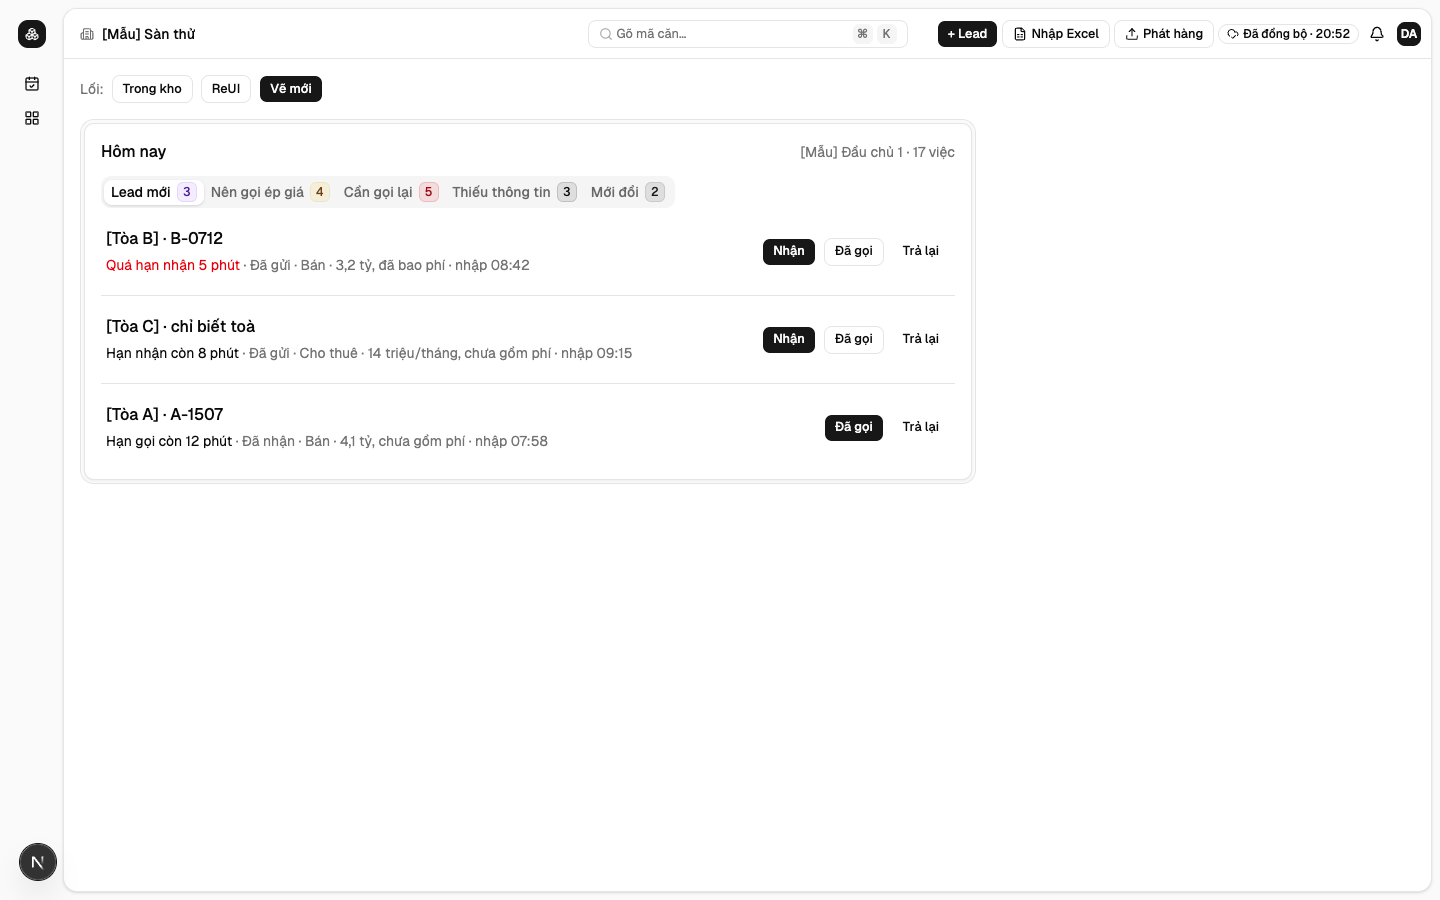 [Mẫu] Sàn thử
Gõ mã căn...
⌘ K
+ Lead
Nhập Excel
Phát hàng
Đã đồng bộ · 20:52
DA
Lối: Trong kho ReUI Vẽ mới
Hôm nay
[Mẫu] Đầu chủ 1 · 17 việc
Lead mới 3 Nên gọi ép giá 4 Cần gọi lại 5 Thiếu thông tin 3 Mới đổi 2
[Tòa B] · B-0712
Quá hạn nhận 5 phút · Đã gửi · Bán · 3,2 tỷ, đã bao phí · nhập 08:42
Nhận Đã gọi Trả lại
[Tòa C] · chỉ biết toà
Hạn nhận còn 8 phút · Đã gửi · Cho thuê · 14 triệu/tháng, chưa gồm phí · nhập 09:15
Nhận Đã gọi Trả lại
[Tòa A] · A-1507
Hạn gọi còn 12 phút · Đã nhận · Bán · 4,1 tỷ, chưa gồm phí · nhập 07:58
Đã gọi Trả lại
N